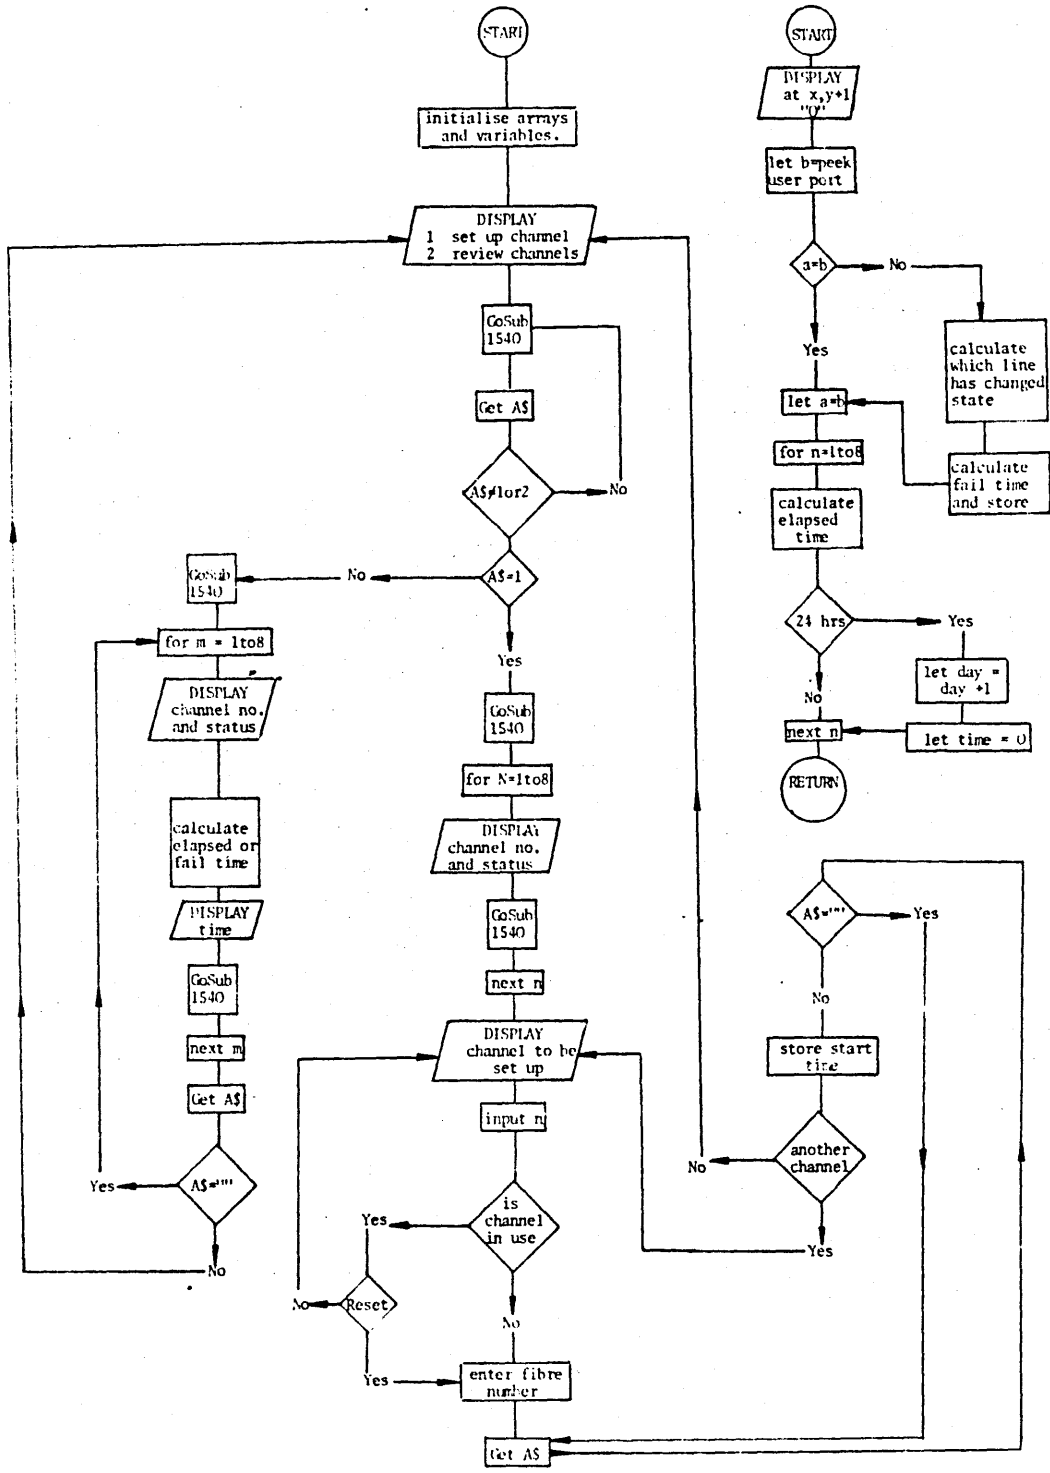 START
initialise arrays
and variables.
DISPLAY
1 set up channel
2 review channels
GoSub
1540
Get A$
A$≠1or2
No
A$=1
No
GoSub
1540
for m = 1to8
DISPLAY
channel no.
and status
calculate
elapsed or
fail time
DISPLAY
time
GoSub
1540
next m
Get A$
A$=""
Yes
No
Yes
GoSub
1540
for N=1to8
DISPLAY
channel no.
and status
GoSub
1540
next n
DISPLAY
channel to be
set up
input n
is
channel
in use
Yes
Reset
No
Yes
No
enter fibre
number
Get A$
A$=""
Yes
No
store start
time
another
channel
No
Yes
START
DISPLAY
at x,y+1
"O"
let b=peek
user port
a=b
No
calculate
which line
has changed
state
calculate
fail time
and store
Yes
let a=b
for n=1to8
calculate
elapsed
time
24 hrs
Yes
let day =
day +1
let time = 0
No
next n
RETURN